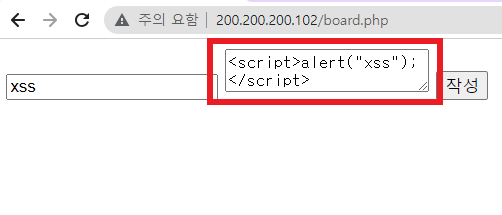 주의 요함 | 200.200.200.102/board.php
xss
<script>alert("xss");
</script>
작성